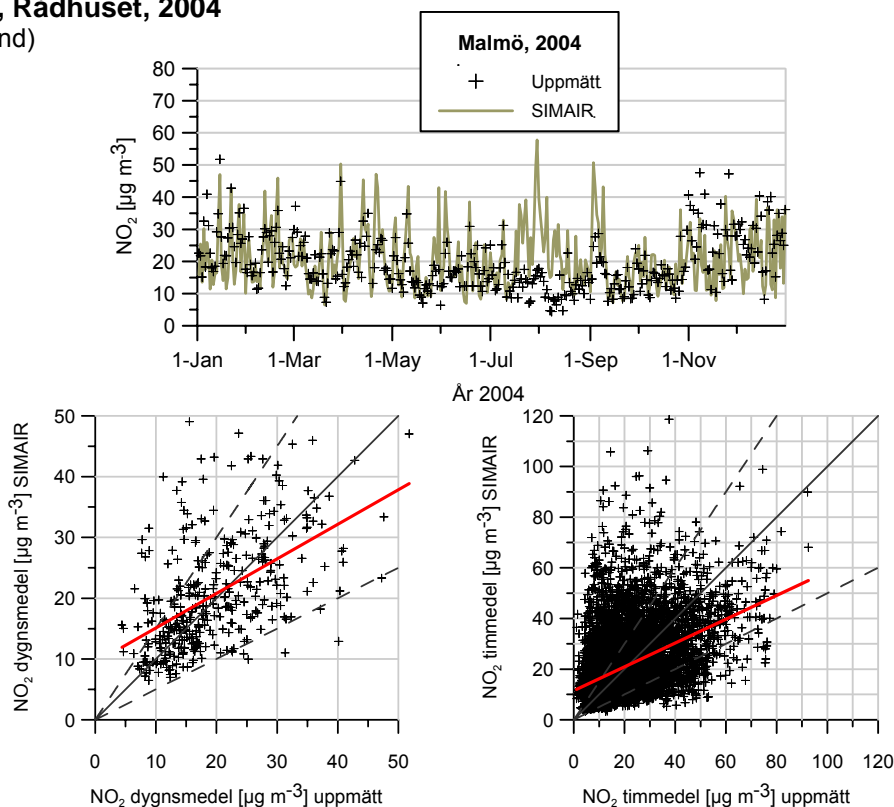 , Rådhuset, 2004
nd)
Malmö, 2004
Uppmätt
SIMAIR
NO2 [µg m-3]
80
70
60
50
40
30
20
10
0
1-Jan 1-Mar 1-May 1-Jul 1-Sep 1-Nov
År 2004
NO2 dygnsmedel [µg m-3] SIMAIR
50
40
30
20
10
0
0 10 20 30 40 50
NO2 dygnsmedel [µg m-3] uppmätt
NO2 timmedel [µg m-3] SIMAIR
120
100
80
60
40
20
0
0 20 40 60 80 100 120
NO2 timmedel [µg m-3] uppmätt